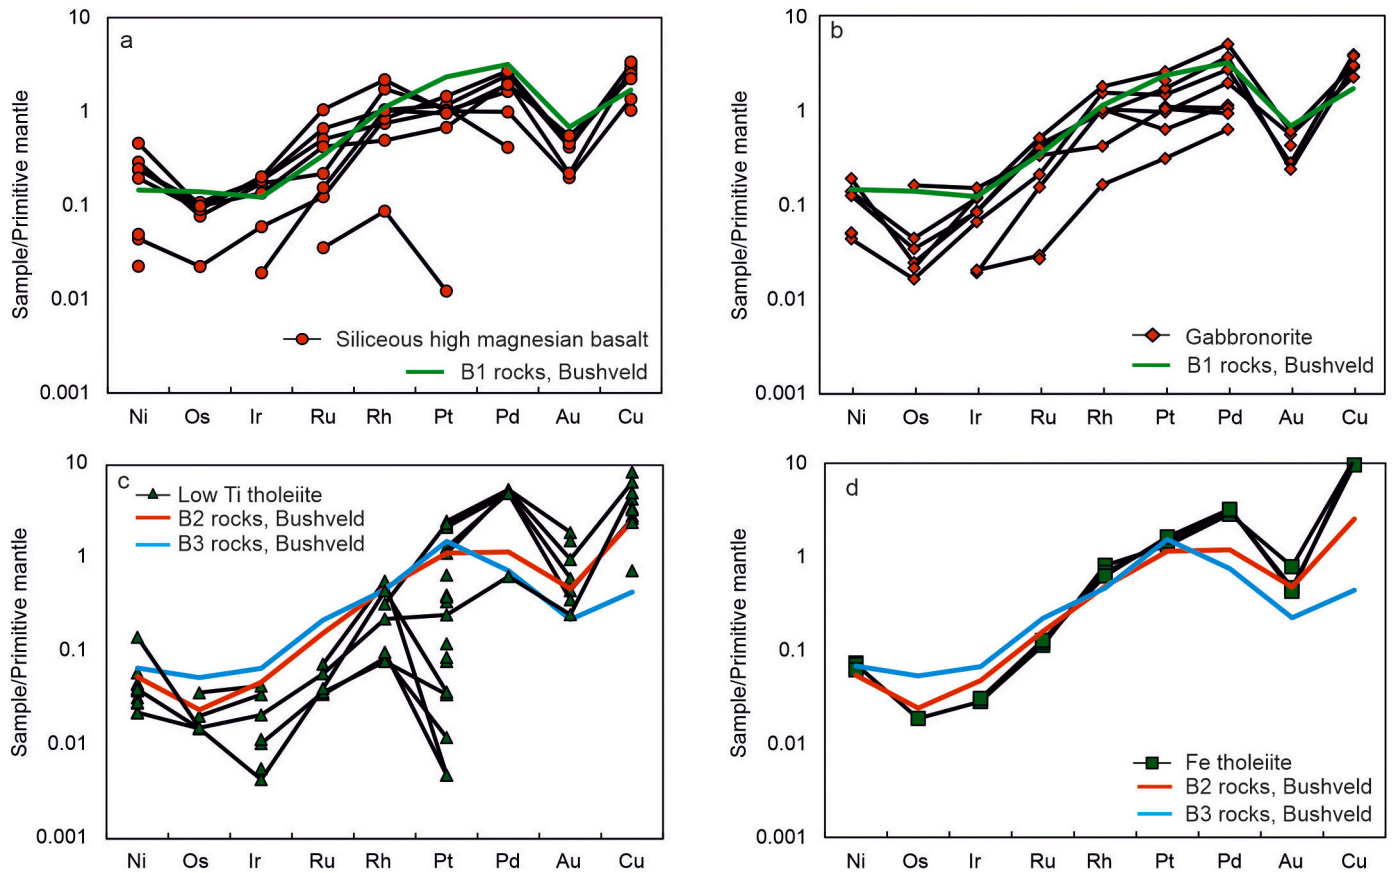 10
1
0.1
0.01
0.001
Sample/Primitive mantle
a
Siliceous high magnesian basalt
B1 rocks, Bushveld
Ni Os Ir Ru Rh Pt Pd Au Cu
10
1
0.1
0.01
0.001
Sample/Primitive mantle
b
Gabbronorite
B1 rocks, Bushveld
Ni Os Ir Ru Rh Pt Pd Au Cu
10
1
0.1
0.01
0.001
Sample/Primitive mantle
c
Low Ti tholeiite
B2 rocks, Bushveld
B3 rocks, Bushveld
Ni Os Ir Ru Rh Pt Pd Au Cu
10
1
0.1
0.01
0.001
Sample/Primitive mantle
d
Fe tholeiite
B2 rocks, Bushveld
B3 rocks, Bushveld
Ni Os Ir Ru Rh Pt Pd Au Cu